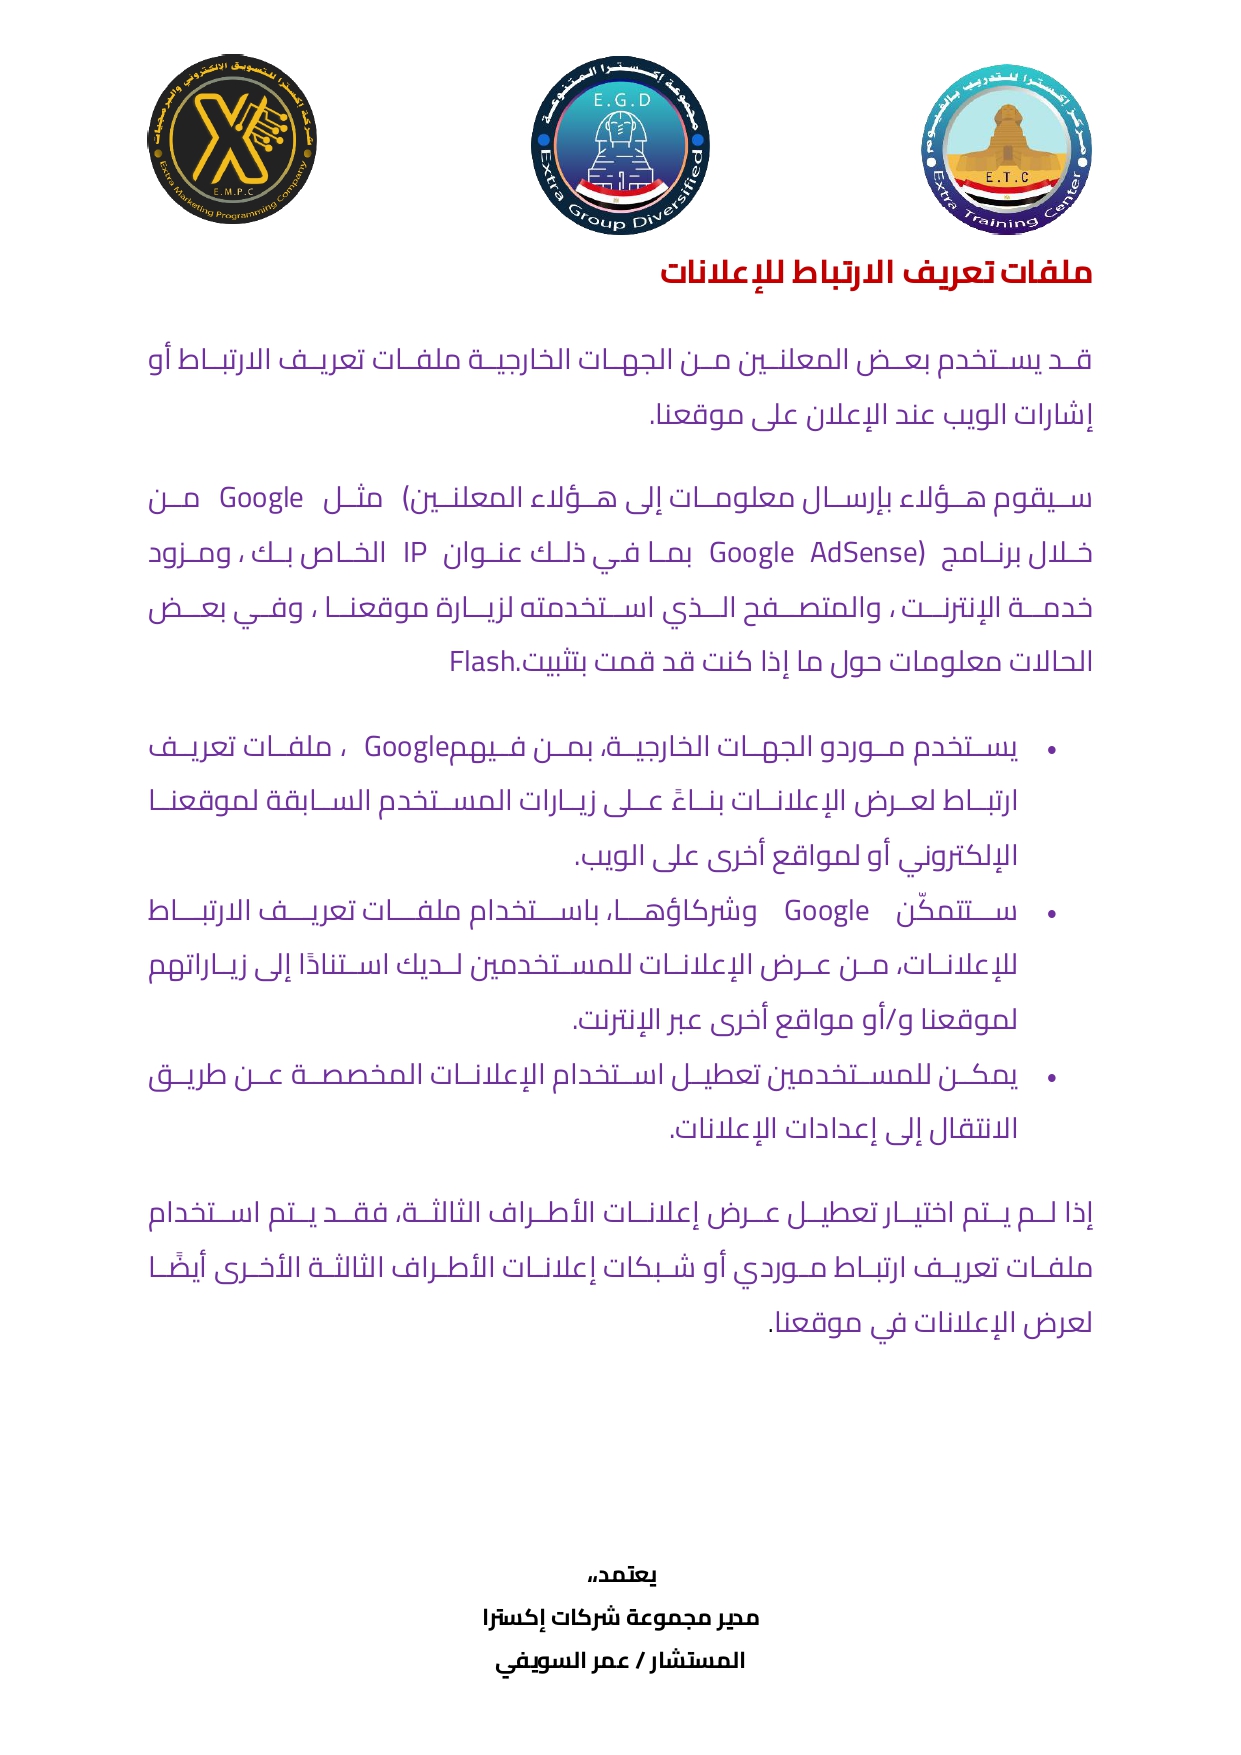 شركة إكسترا للتسويق الالكتروني والبرمجيات
E.M.P.C
Extra Marketing Programming Company
مجموعة إكسترا المتنوعة
E.G.D
Extra Group Diversified
مركز إكسترا للتدريب بالفيوم
E.T.C
Extra Training Center
ملفات تعريف الارتباط للإعلانات
قد يستخدم بعض المعلنين من الجهات الخارجية ملفات تعريف الارتباط أو
إشارات الويب عند الإعلان على موقعنا.
سيقوم هؤلاء بإرسال معلومات إلى هؤلاء المعلنين) مثل Google من
خلال برنامج (Google AdSense بما في ذلك عنوان IP الخاص بك ، ومزود
خدمة الإنترنت ، والمتصفح الذي استخدمته لزيارة موقعنا ، وفي بعض
الحالات معلومات حول ما إذا كنت قد قمت بتثبيت.Flash
• يستخدم موردو الجهات الخارجية، بمن فيهمGoogle ، ملفات تعريف
ارتباط لعرض الإعلانات بناءً على زيارات المستخدم السابقة لموقعنا
الإلكتروني أو لمواقع أخرى على الويب.
• ستتمكّن Google وشركاؤها، باستخدام ملفات تعريف الارتباط
للإعلانات، من عرض الإعلانات للمستخدمين لديك استنادًا إلى زياراتهم
لموقعنا و/أو مواقع أخرى عبر الإنترنت.
• يمكن للمستخدمين تعطيل استخدام الإعلانات المخصصة عن طريق
الانتقال إلى إعدادات الإعلانات.
إذا لم يتم اختيار تعطيل عرض إعلانات الأطراف الثالثة، فقد يتم استخدام
ملفات تعريف ارتباط موردي أو شبكات إعلانات الأطراف الثالثة الأخرى أيضًا
لعرض الإعلانات في موقعنا.
يعتمد،،
مدير مجموعة شركات إكسترا
المستشار / عمر السويفي